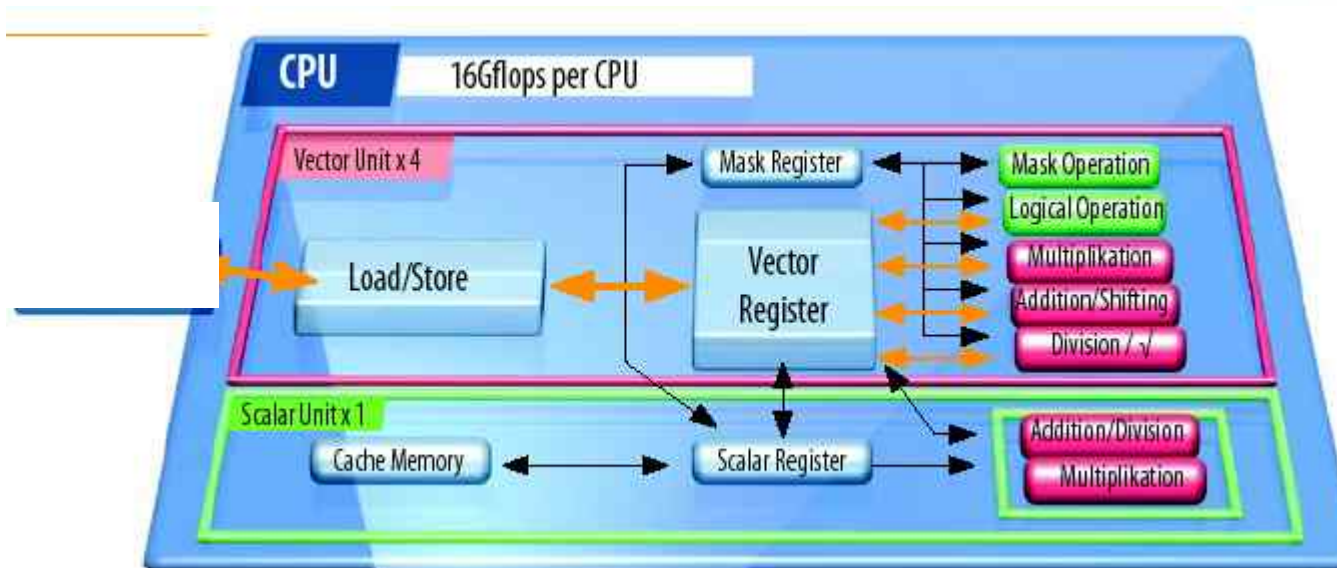 CPU
16Gflops per CPU
Vector Unit x 4
Mask Register
Mask Operation
Logical Operation
Load/Store
Vector
Register
Multiplikation
Addition/Shifting
Division / √
Scalar Unit x 1
Cache Memory
Scalar Register
Addition/Division
Multiplikation